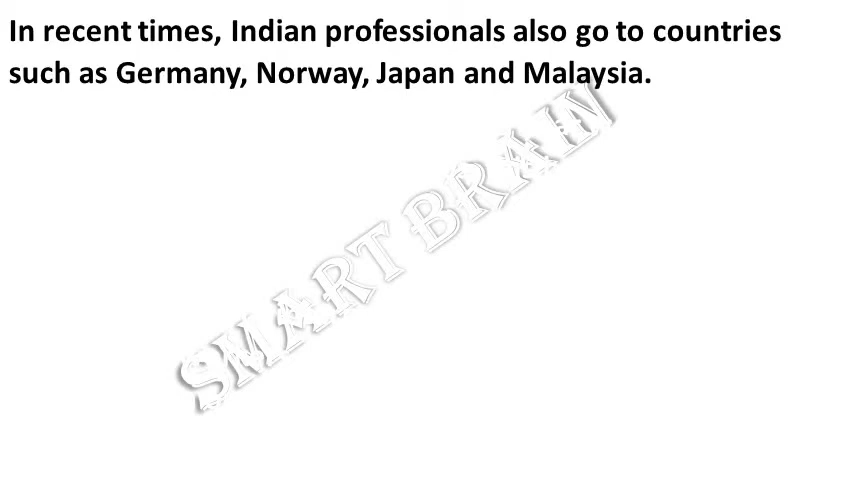 In recent times, Indian professionals also go to countries
such as Germany, Norway, Japan and Malaysia.
SMART BRAIN